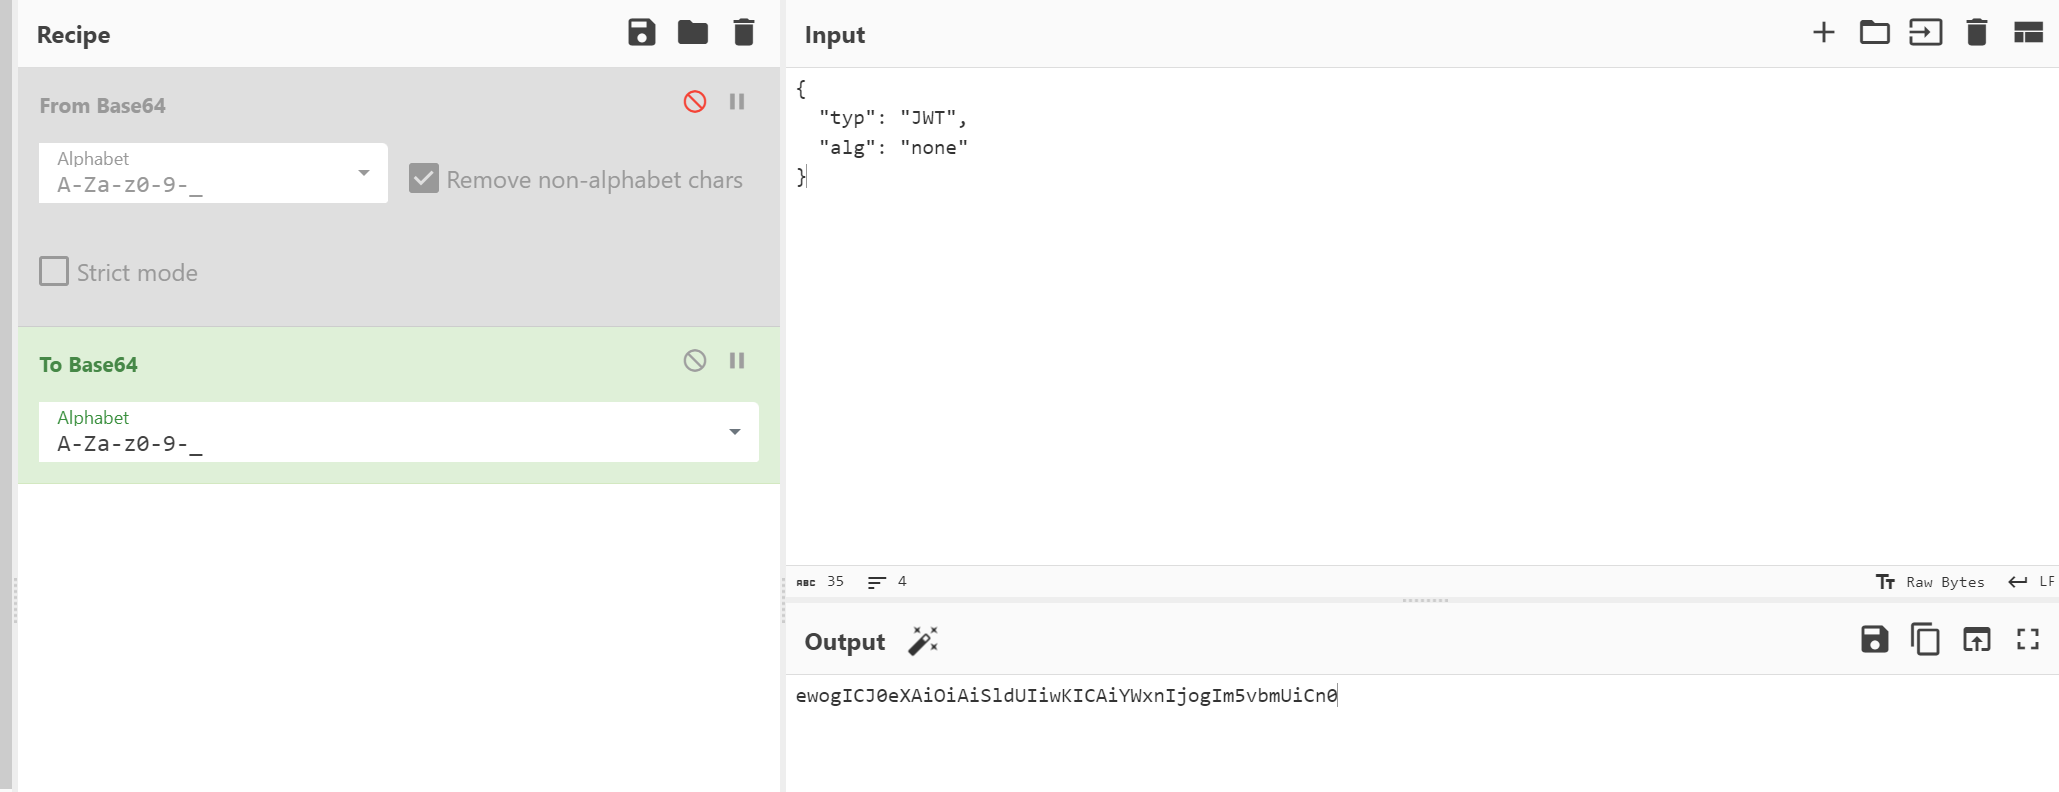 Recipe
From Base64
Alphabet
A-Za-z0-9-_
Remove non-alphabet chars
Strict mode
To Base64
Alphabet
A-Za-z0-9-_
Input
{
  "typ": "JWT",
  "alg": "none"
}
ABC 35 4
Tт Raw Bytes LF
Output
ewogICJ0eXAiOiAiSldUIiwKICAiYWxnIjogIm5vbmUiCn0